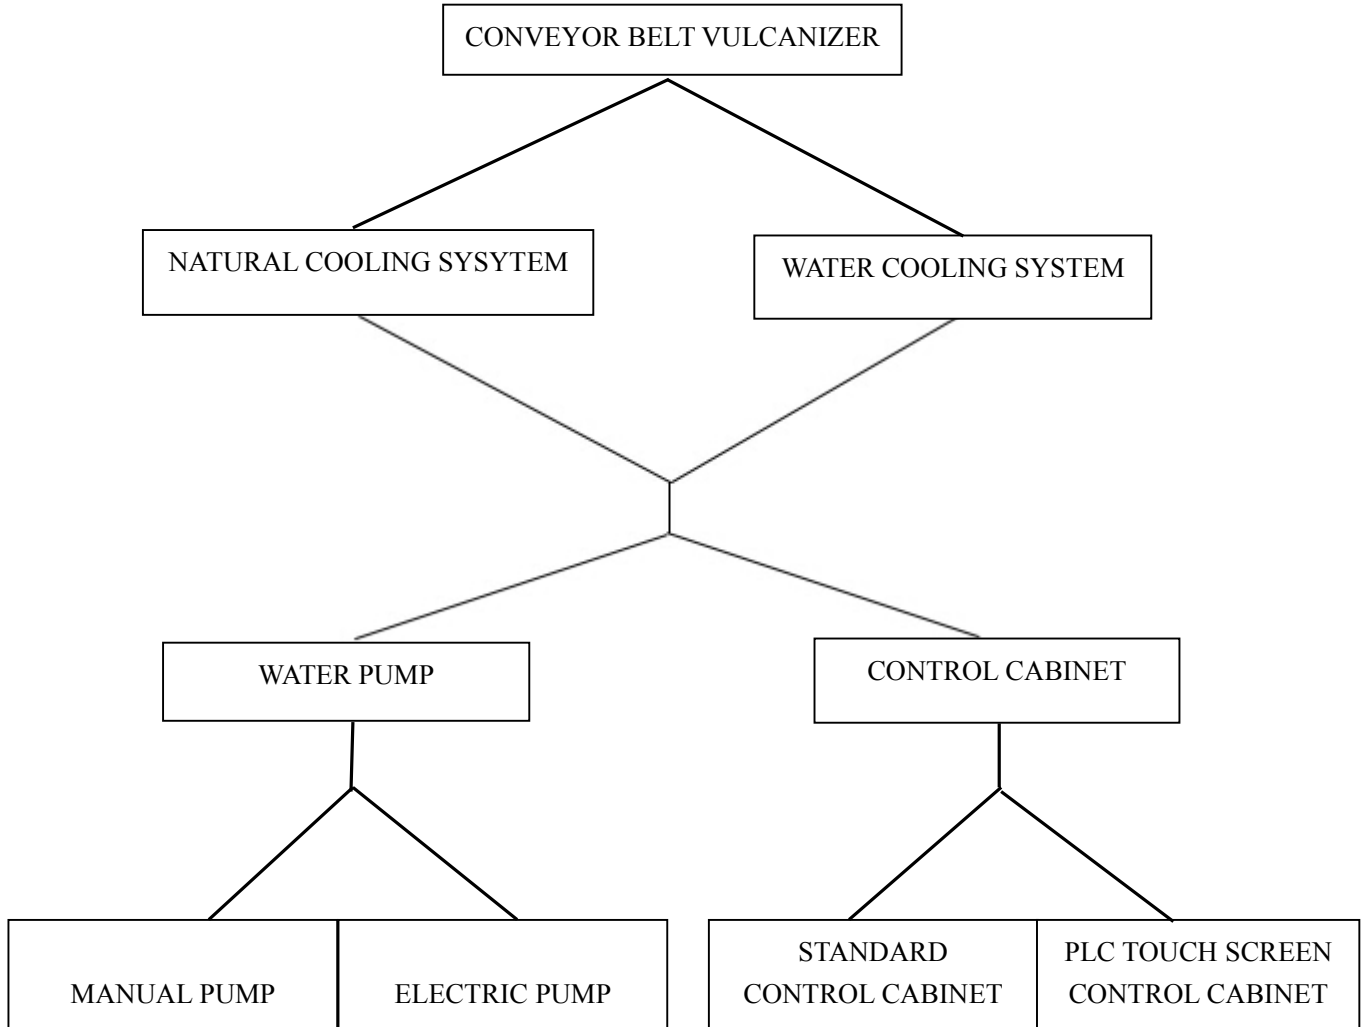 CONVEYOR BELT VULCANIZER
NATURAL COOLING SYSYTEM
WATER COOLING SYSTEM
WATER PUMP
CONTROL CABINET
MANUAL PUMP
ELECTRIC PUMP
STANDARD
CONTROL CABINET
PLC TOUCH SCREEN
CONTROL CABINET